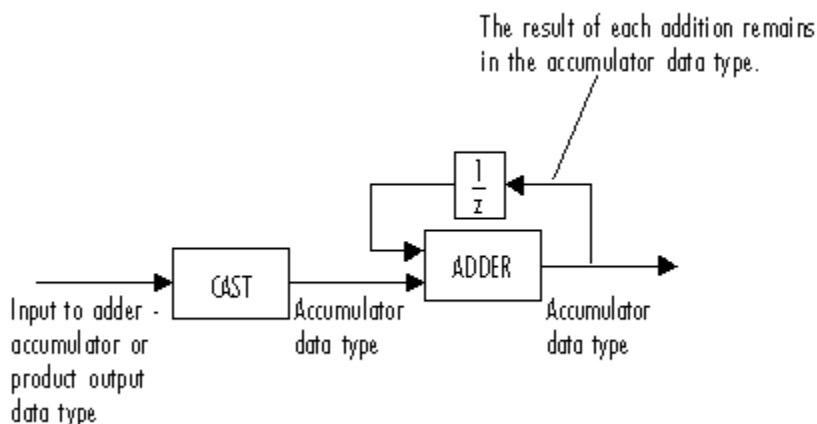 The result of each addition remains
in the accumulator data type.
1
z
ADDER
CAST
Input to adder -
accumulator or
product output
data type
Accumulator
data type
Accumulator
data type